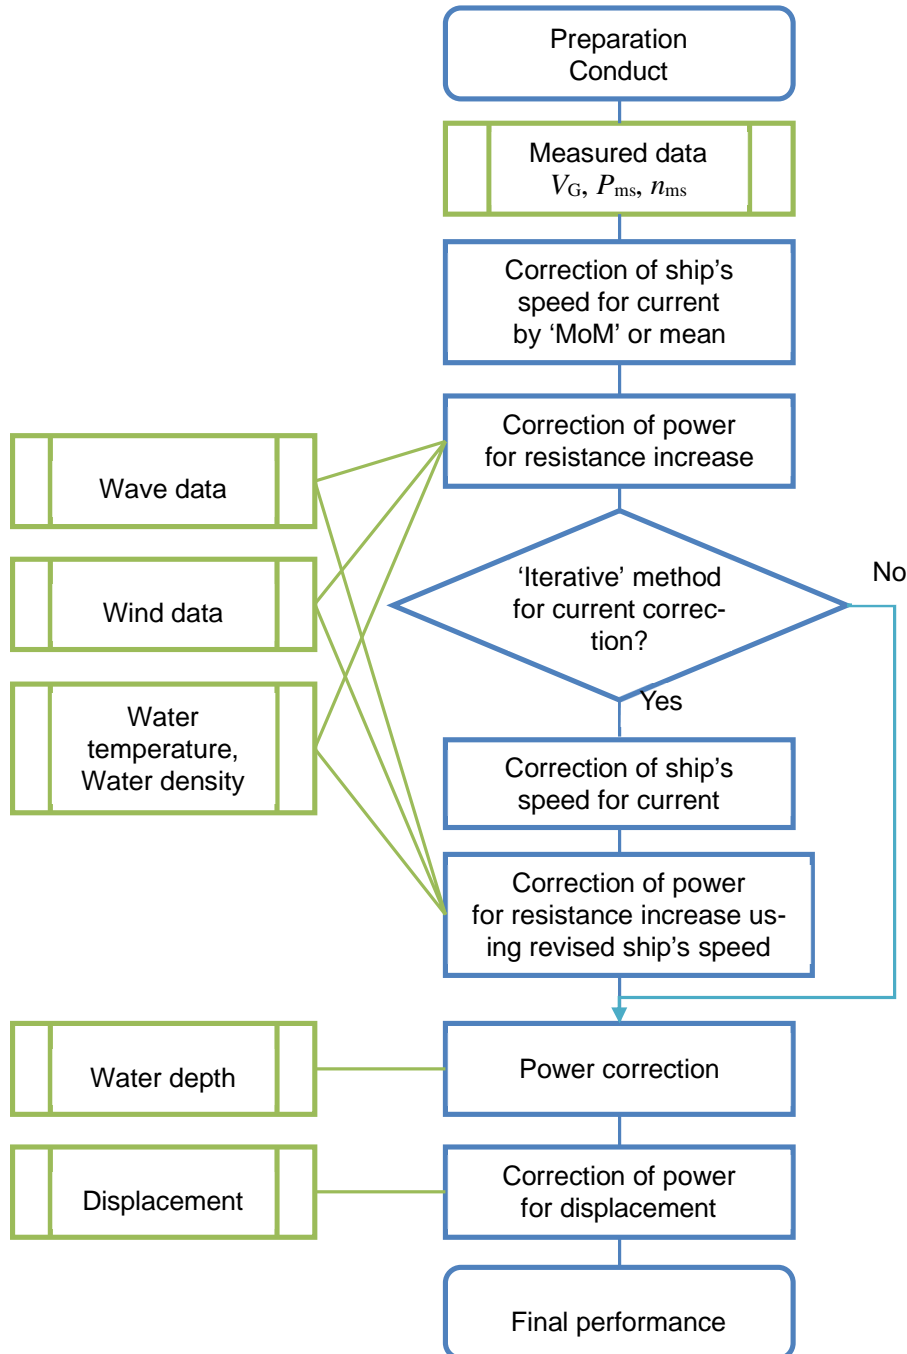 Preparation
Conduct
Measured data
VG, Pms, nms
Correction of ship’s
speed for current
by ‘MoM’ or mean
Correction of power
for resistance increase
Wave data
‘Iterative’ method
for current correc-
tion?
No
Wind data
Yes
Water
temperature,
Water density
Correction of ship’s
speed for current
Correction of power
for resistance increase us-
ing revised ship’s speed
Water depth
Power correction
Displacement
Correction of power
for displacement
Final performance